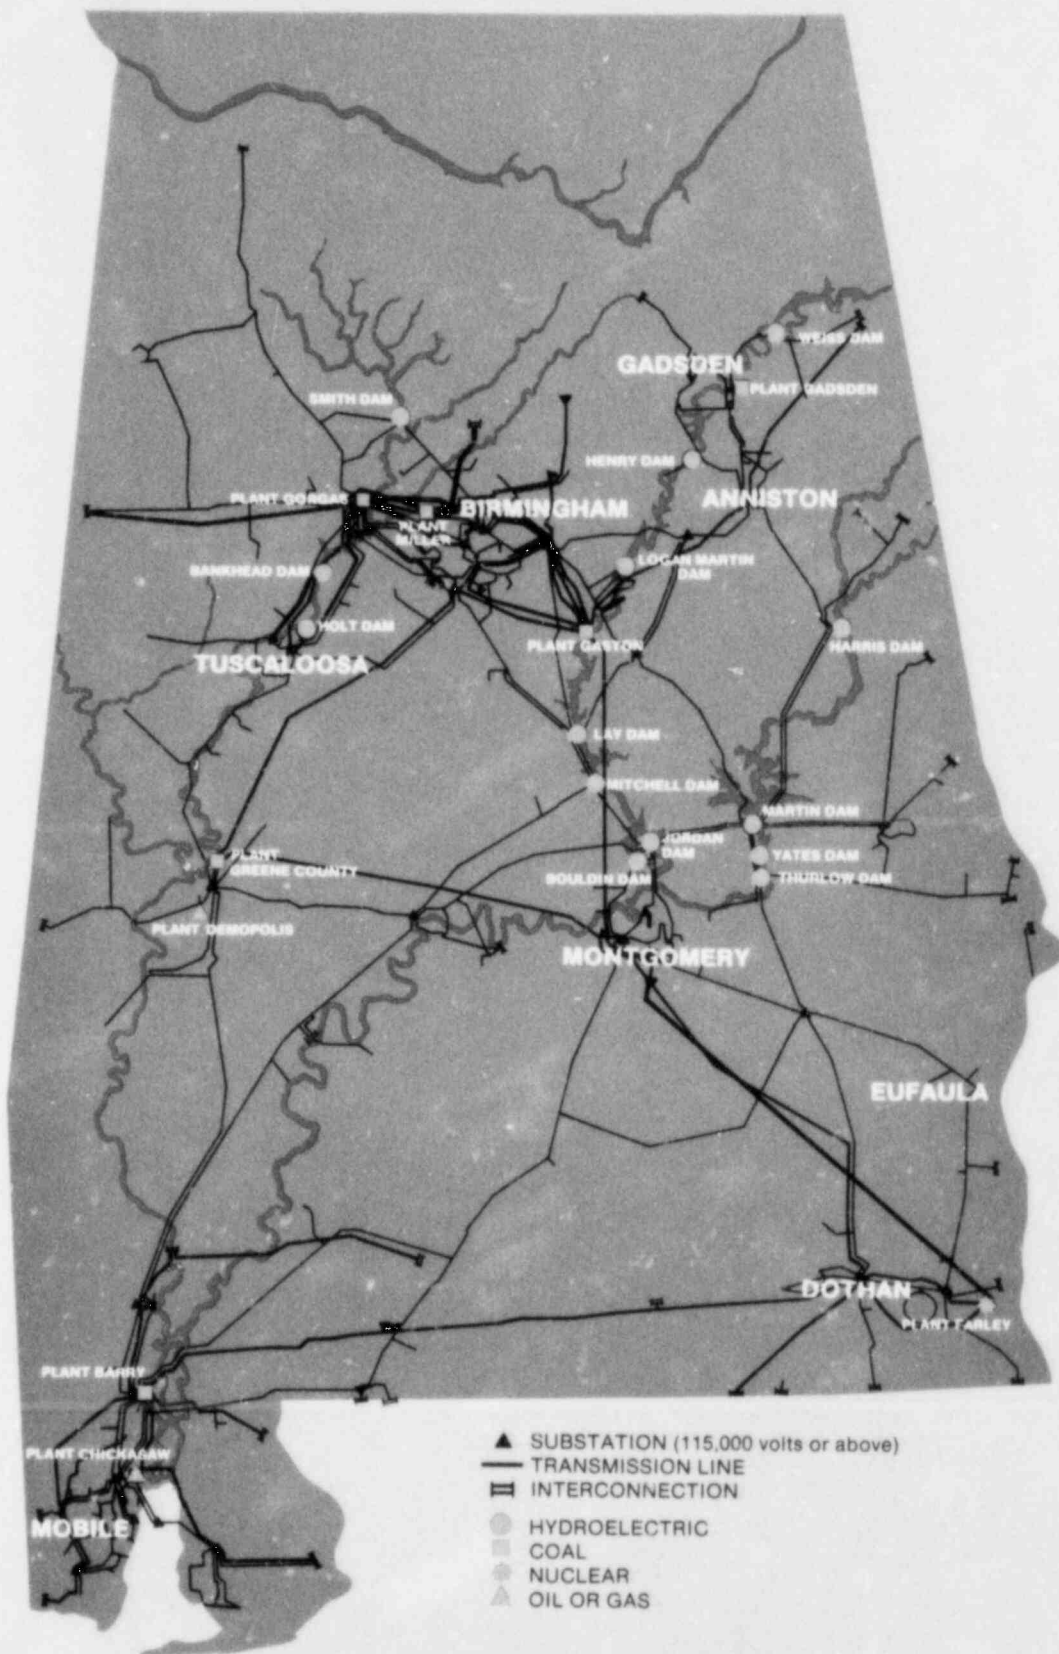 WEISS DAM
GADSDEN
PLANT GADSDEN
SMITH DAM
HENRY DAM
ANNISTON
PLANT GORGAS
BIRMINGHAM
PLANT
MILLER
LOGAN MARTIN
DAM
BANKHEAD DAM
HOLT DAM
PLANT GASTON
HARRIS DAM
TUSCALOOSA
LAY DAM
MITCHELL DAM
MARTIN DAM
JORDAN
DAM
YATES DAM
PLANT
GREENE COUNTY
BOULDIN DAM
THURLOW DAM
PLANT DEMOPOLIS
MONTGOMERY
EUFAULA
DOTHAN
PLANT FARLEY
PLANT BARRY
PLANT CHICKASAW
MOBILE
SUBSTATION (115,000 volts or above)
TRANSMISSION LINE
INTERCONNECTION
HYDROELECTRIC
COAL
NUCLEAR
OIL OR GAS